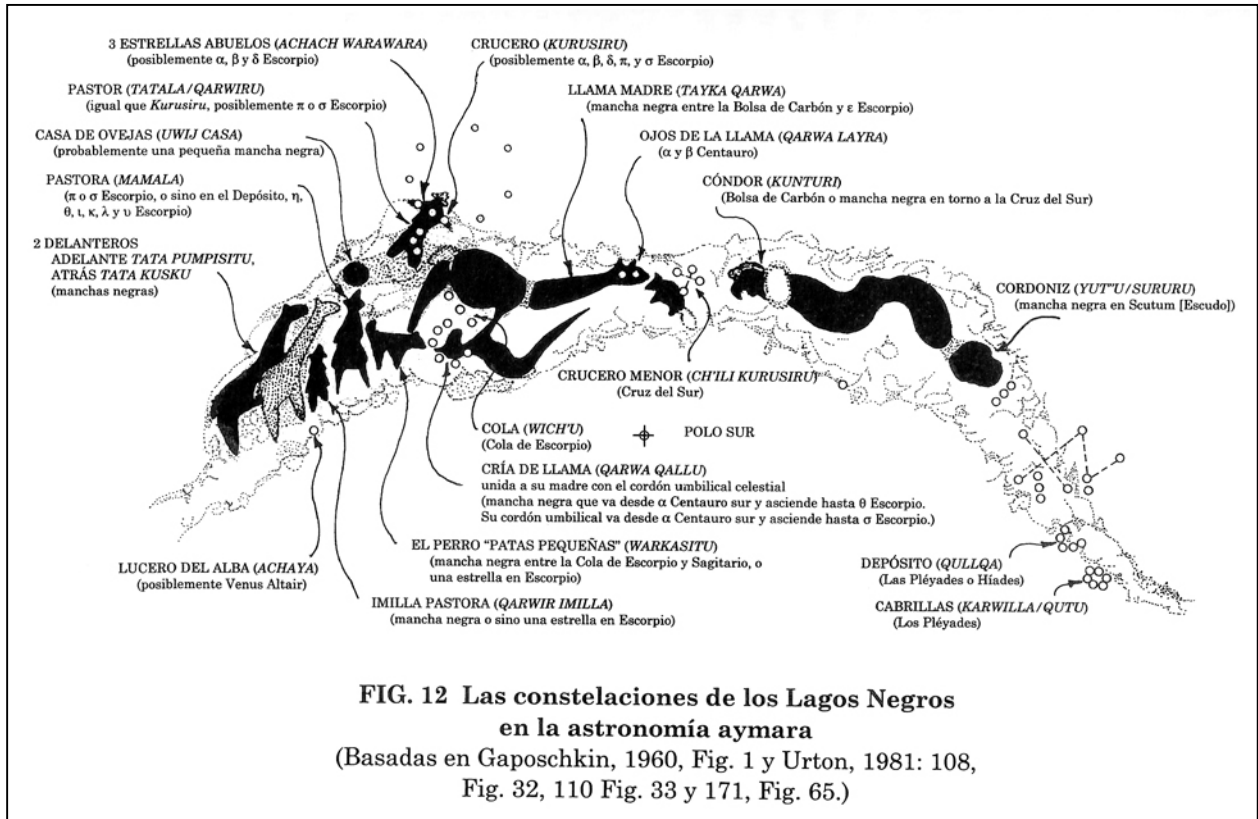 3 ESTRELLAS ABUELOS (ACHACH WARAWARA)
(posiblemente α, β y δ Escorpio)
CRUCERO (KURUSIRU)
(posiblemente α, β, δ, π, y σ Escorpio)
PASTOR (TATALA/QARWIRU)
(igual que Kurusiru, posiblemente π o σ Escorpio)
LLAMA MADRE (TAYKA QARWA)
(mancha negra entre la Bolsa de Carbón y ε Escorpio)
CASA DE OVEJAS (UWIJ CASA)
(probablemente una pequeña mancha negra)
OJOS DE LA LLAMA (QARWA LAYRA)
(α y β Centauro)
PASTORA (MAMALA)
(π o σ Escorpio, o sino en el Depósito, η,
θ, ι, κ, λ y υ Escorpio)
CÓNDOR (KUNTURI)
(Bolsa de Carbón o mancha negra en torno a la Cruz del Sur)
2 DELANTEROS
ADELANTE TATA PUMPISITU,
ATRÁS TATA KUSKU
(manchas negras)
CORDONIZ (YUT"U/SURURU)
(mancha negra en Scutum [Escudo])
CRUCERO MENOR (CH'ILI KURUSIRU)
(Cruz del Sur)
COLA (WICH'U)
(Cola de Escorpio)
POLO SUR
CRÍA DE LLAMA (QARWA QALLU)
unida a su madre con el cordón umbilical celestial
(mancha negra que va desde α Centauro sur y asciende hasta θ Escorpio.
Su cordón umbilical va desde α Centauro sur y asciende hasta σ Escorpio.)
EL PERRO "PATAS PEQUEÑAS" (WARKASITU)
(mancha negra entre la Cola de Escorpio y Sagitario, o
una estrella en Escorpio)
LUCERO DEL ALBA (ACHAYA)
(posiblemente Venus Altair)
IMILLA PASTORA (QARWIR IMILLA)
(mancha negra o sino una estrella en Escorpio)
DEPÓSITO (QULLQA)
(Las Pléyades o Híades)
CABRILLAS (KARWILLA/QUTU)
(Los Pléyades)
FIG. 12 Las constelaciones de los Lagos Negros
en la astronomía aymara
(Basadas en Gaposchkin, 1960, Fig. 1 y Urton, 1981: 108,
Fig. 32, 110 Fig. 33 y 171, Fig. 65.)